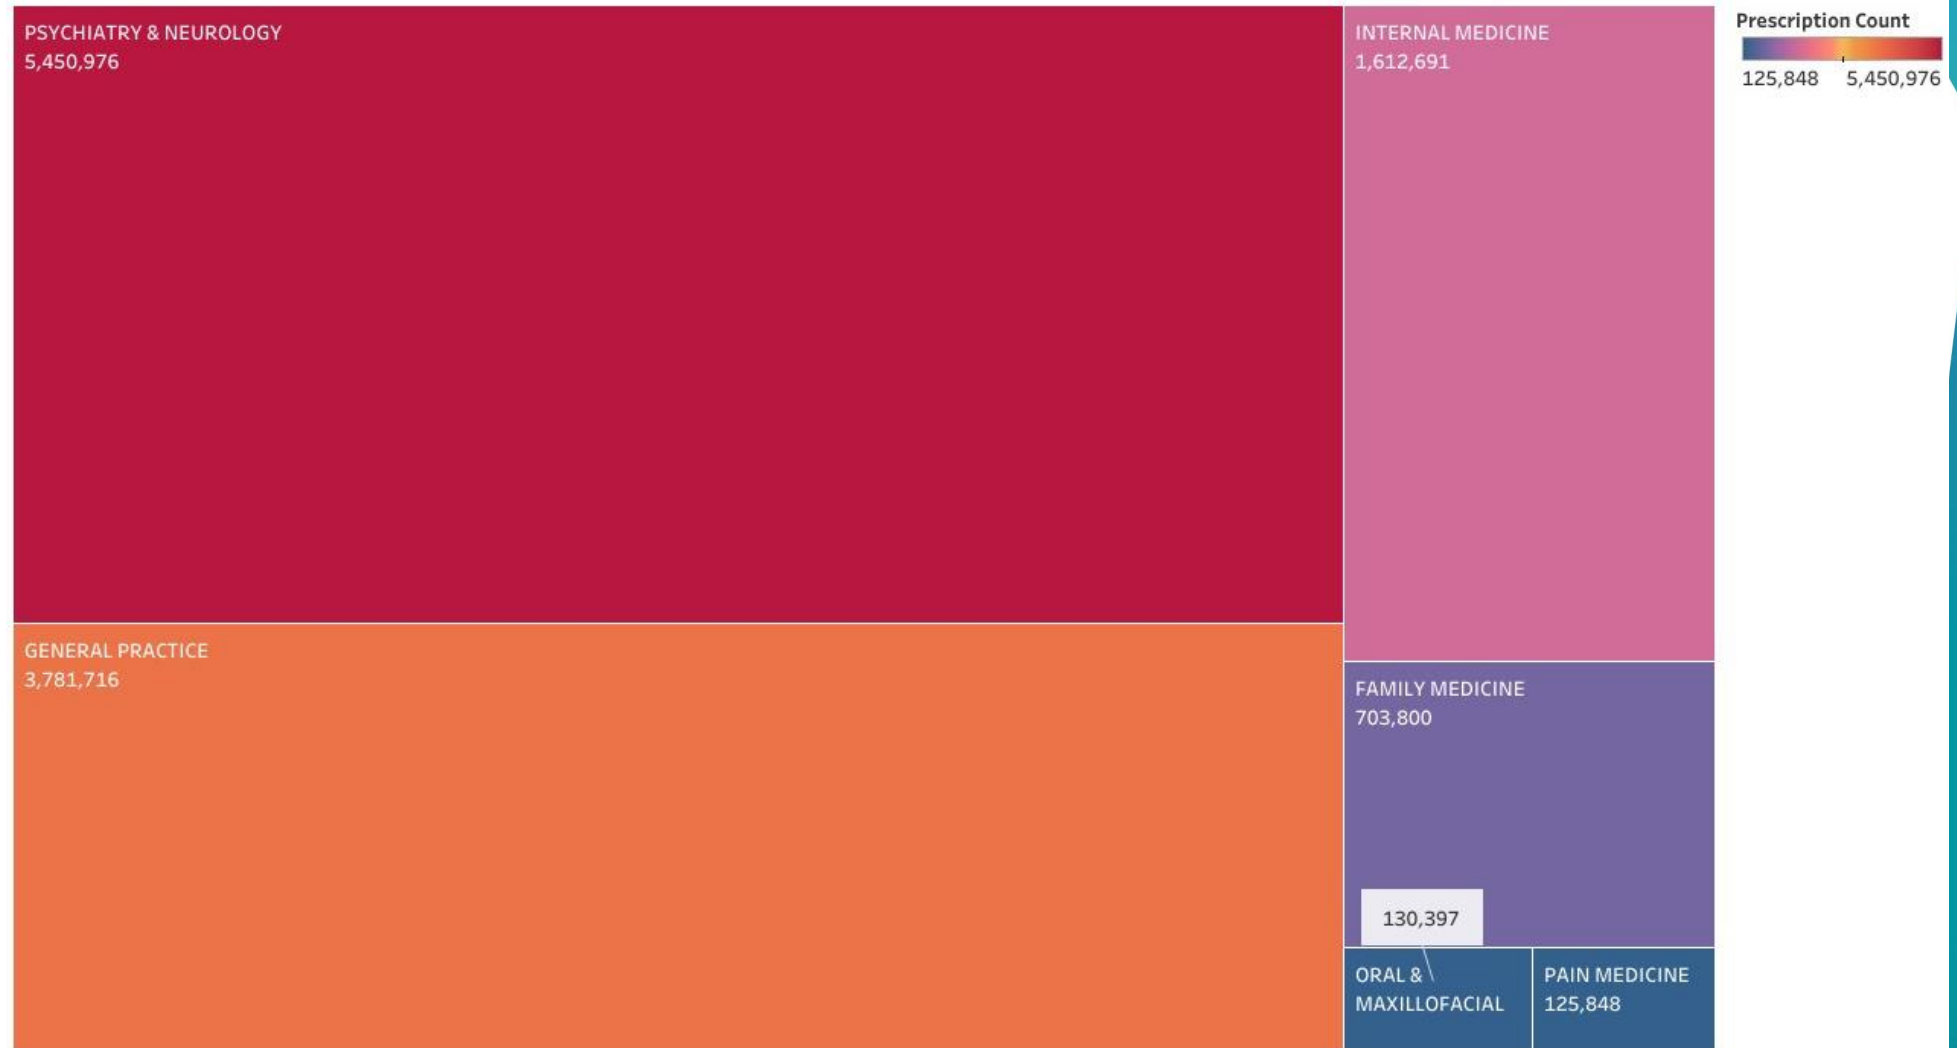 PSYCHIATRY & NEUROLOGY
5,450,976
GENERAL PRACTICE
3,781,716
INTERNAL MEDICINE
1,612,691
FAMILY MEDICINE
703,800
130,397
ORAL &
MAXILLOFACIAL
PAIN MEDICINE
125,848
Prescription Count
125,848 5,450,976